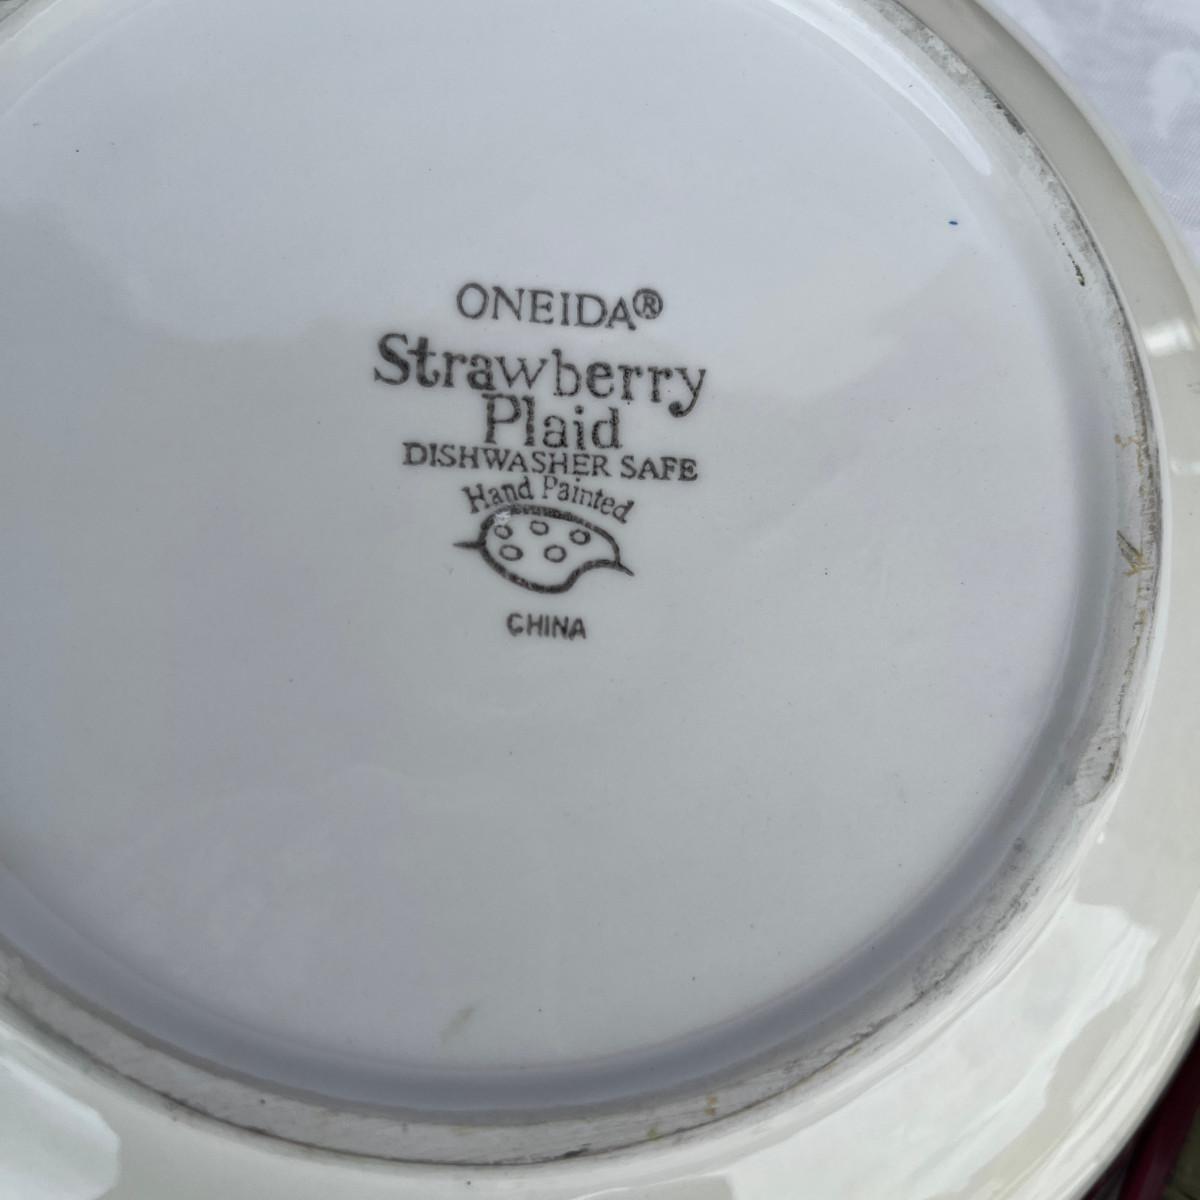 ONEIDA®
Strawberry
Plaid
DISHWASHER SAFE
Hand Painted
CHINA